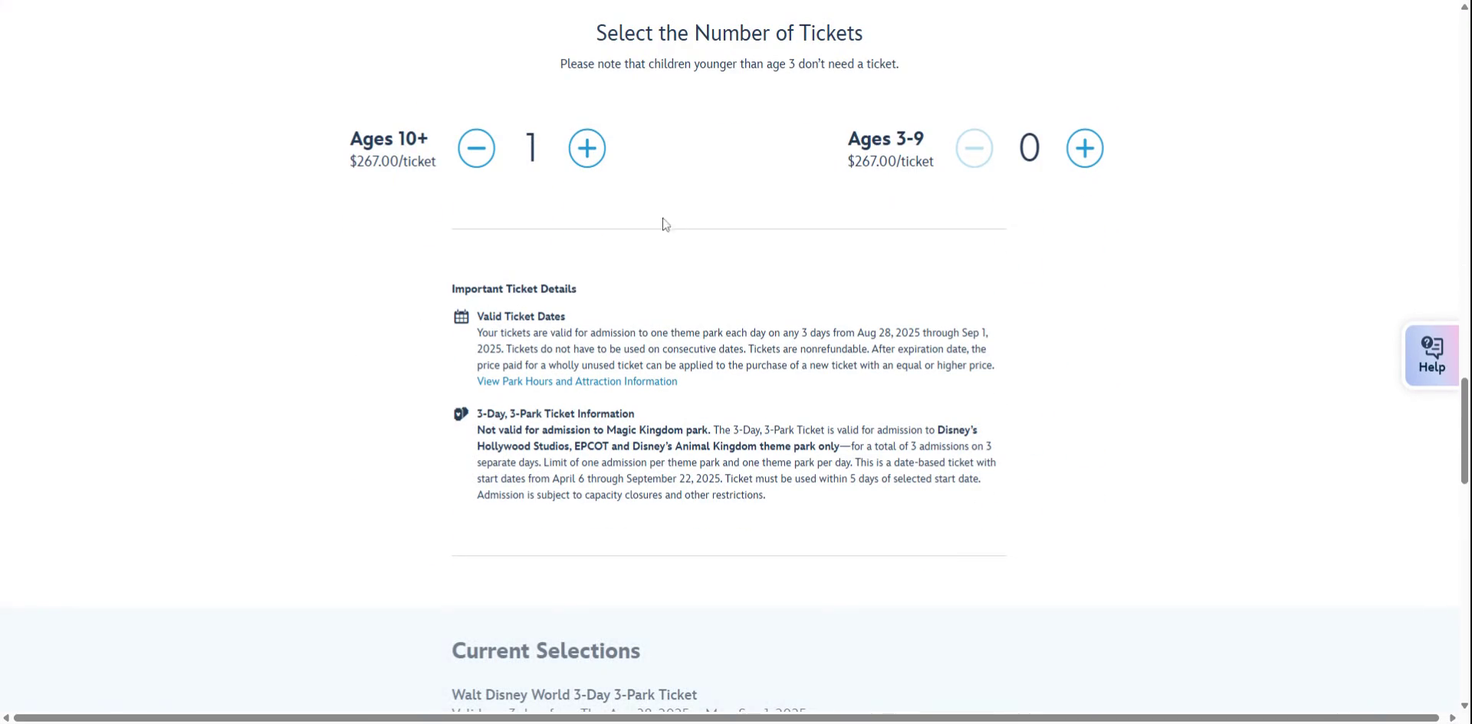 Select the Number of Tickets
Please note that children younger than age 3 don't need a ticket.
Ages 10+
$267.00/ticket
1
Ages 3-9
$267.00/ticket
0
Important Ticket Details
Valid Ticket Dates
Your tickets are valid for admission to one theme park each day on any 3 days from Aug 28, 2025 through Sep 1,
2025. Tickets do not have to be used on consecutive dates. Tickets are nonrefundable. After expiration date, the
price paid for a wholly unused ticket can be applied to the purchase of a new ticket with an equal or higher price.
View Park Hours and Attraction Information
3-Day, 3-Park Ticket Information
Not valid for admission to Magic Kingdom park. The 3-Day, 3-Park Ticket is valid for admission to Disney's
Hollywood Studios, EPCOT and Disney's Animal Kingdom theme park only—for a total of 3 admissions on 3
separate days. Limit of one admission per theme park and one theme park per day. This is a date-based ticket with
start dates from April 6 through September 22, 2025. Ticket must be used within 5 days of selected start date.
Admission is subject to capacity closures and other restrictions.
Help
Current Selections
Walt Disney World 3-Day 3-Park Ticket